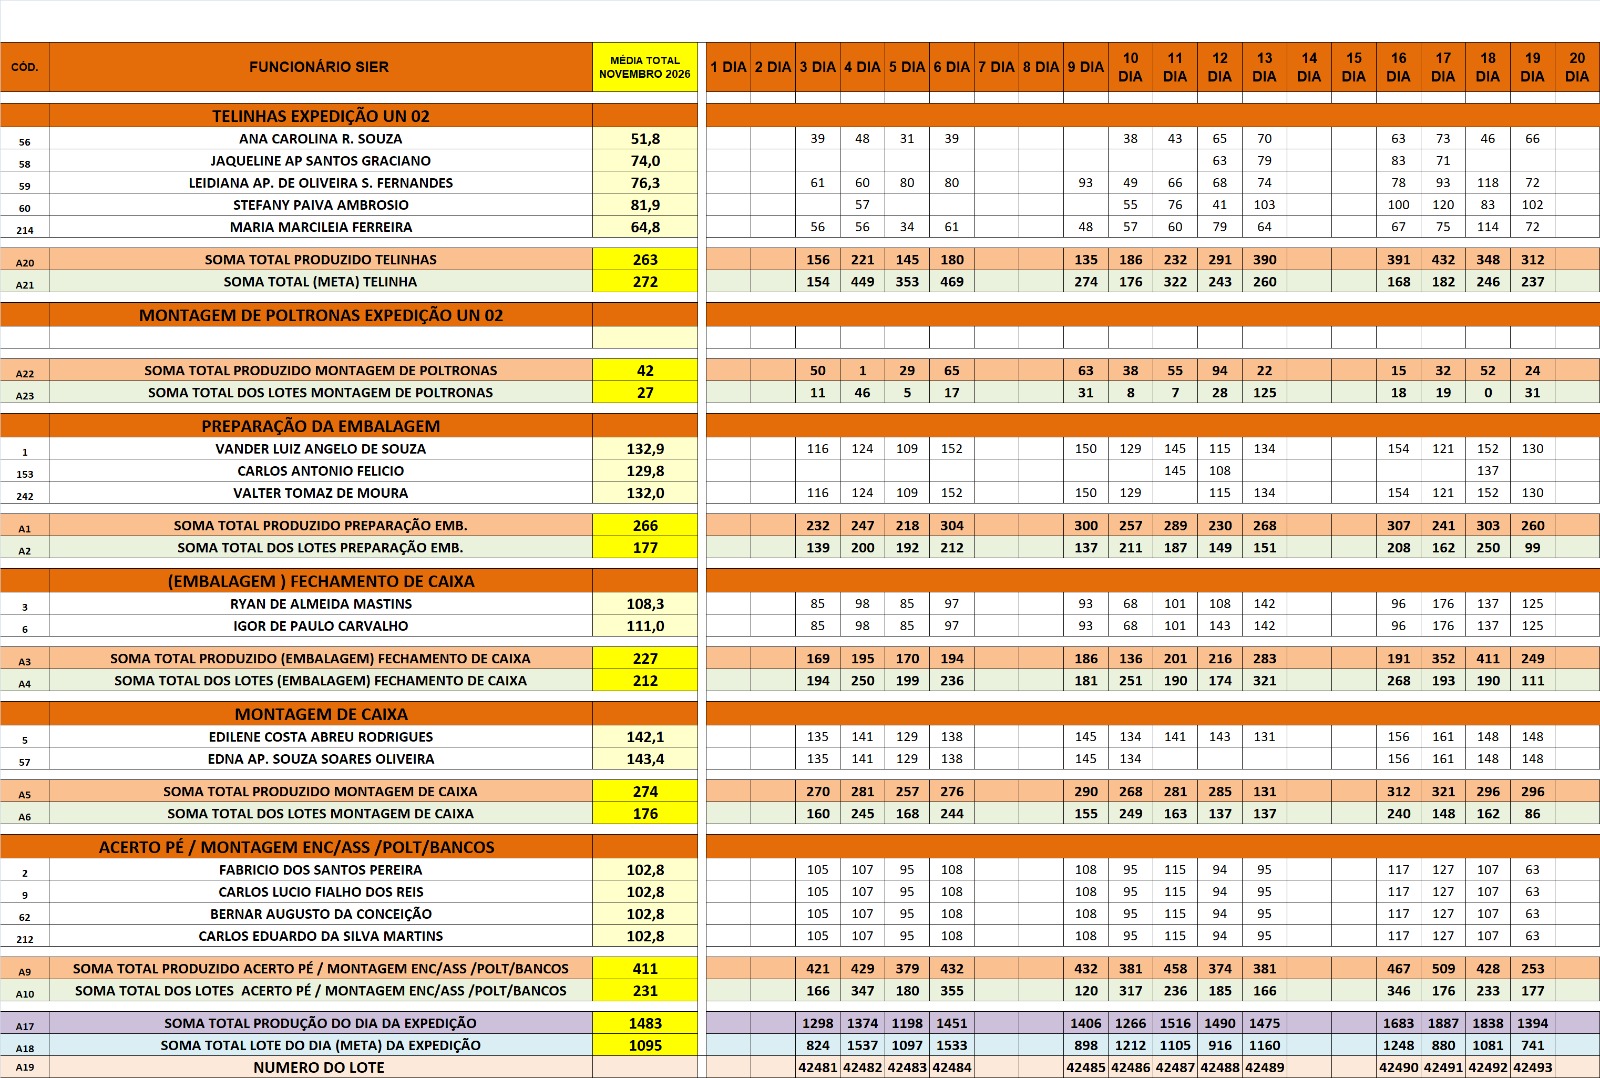 CÓD. FUNCIONÁRIO SIER MÉDIA TOTAL NOVEMBRO 2026 1 DIA 2 DIA 3 DIA 4 DIA 5 DIA 6 DIA 7 DIA 8 DIA 9 DIA 10 DIA 11 DIA 12 DIA 13 DIA 14 DIA 15 DIA 16 DIA 17 DIA 18 DIA 19 DIA 20 DIA
TELINHAS EXPEDIÇÃO UN 02
56 ANA CAROLINA R. SOUZA 51,8 39 48 31 39 38 43 65 70 63 73 46 66
58 JAQUELINE AP SANTOS GRACIANO 74,0 63 79 83 71
59 LEIDIANA AP. DE OLIVEIRA S. FERNANDES 76,3 61 60 80 80 93 49 66 68 74 78 93 118 72
60 STEFANY PAIVA AMBROSIO 81,9 57 55 76 41 103 100 120 83 102
214 MARIA MARCILEIA FERREIRA 64,8 56 56 34 61 48 57 60 79 64 67 75 114 72
A20 SOMA TOTAL PRODUZIDO TELINHAS 263 156 221 145 180 135 186 232 291 390 391 432 348 312
A21 SOMA TOTAL (META) TELINHA 272 154 449 353 469 274 176 322 243 260 168 182 246 237
MONTAGEM DE POLTRONAS EXPEDIÇÃO UN 02
A22 SOMA TOTAL PRODUZIDO MONTAGEM DE POLTRONAS 42 50 1 29 65 63 38 55 94 22 15 32 52 24
A23 SOMA TOTAL DOS LOTES MONTAGEM DE POLTRONAS 27 11 46 5 17 31 8 7 28 125 18 19 0 31
PREPARAÇÃO DA EMBALAGEM
1 VANDER LUIZ ANGELO DE SOUZA 132,9 116 124 109 152 150 129 145 115 134 154 121 152 130
153 CARLOS ANTONIO FELICIO 129,8 145 108 137
242 VALTER TOMAZ DE MOURA 132,0 116 124 109 152 150 129 115 134 154 121 152 130
A1 SOMA TOTAL PRODUZIDO PREPARAÇÃO EMB. 266 232 247 218 304 300 257 289 230 268 307 241 303 260
A2 SOMA TOTAL DOS LOTES PREPARAÇÃO EMB. 177 139 200 192 212 137 211 187 149 151 208 162 250 99
(EMBALAGEM ) FECHAMENTO DE CAIXA
3 RYAN DE ALMEIDA MASTINS 108,3 85 98 85 97 93 68 101 108 142 96 176 137 125
6 IGOR DE PAULO CARVALHO 111,0 85 98 85 97 93 68 101 143 142 96 176 137 125
A3 SOMA TOTAL PRODUZIDO (EMBALAGEM) FECHAMENTO DE CAIXA 227 169 195 170 194 186 136 201 216 283 191 352 411 249
A4 SOMA TOTAL DOS LOTES (EMBALAGEM) FECHAMENTO DE CAIXA 212 194 250 199 236 181 251 190 174 321 268 193 190 111
MONTAGEM DE CAIXA
5 EDILENE COSTA ABREU RODRIGUES 142,1 135 141 129 138 145 134 141 143 131 156 161 148 148
57 EDNA AP. SOUZA SOARES OLIVEIRA 143,4 135 141 129 138 145 134 156 161 148 148
A5 SOMA TOTAL PRODUZIDO MONTAGEM DE CAIXA 274 270 281 257 276 290 268 281 285 131 312 321 296 296
A6 SOMA TOTAL DOS LOTES MONTAGEM DE CAIXA 176 160 245 168 244 155 249 163 137 137 240 148 162 86
ACERTO PÉ / MONTAGEM ENC/ASS /POLT/BANCOS
2 FABRICIO DOS SANTOS PEREIRA 102,8 105 107 95 108 108 95 115 94 95 117 127 107 63
9 CARLOS LUCIO FIALHO DOS REIS 102,8 105 107 95 108 108 95 115 94 95 117 127 107 63
62 BERNAR AUGUSTO DA CONCEIÇÃO 102,8 105 107 95 108 108 95 115 94 95 117 127 107 63
212 CARLOS EDUARDO DA SILVA MARTINS 102,8 105 107 95 108 108 95 115 94 95 117 127 107 63
A9 SOMA TOTAL PRODUZIDO ACERTO PÉ / MONTAGEM ENC/ASS /POLT/BANCOS 411 421 429 379 432 432 381 458 374 381 467 509 428 253
A10 SOMA TOTAL DOS LOTES ACERTO PÉ / MONTAGEM ENC/ASS /POLT/BANCOS 231 166 347 180 355 120 317 236 185 166 346 176 233 177
A17 SOMA TOTAL PRODUÇÃO DO DIA DA EXPEDIÇÃO 1483 1298 1374 1198 1451 1406 1266 1516 1490 1475 1683 1887 1838 1394
A18 SOMA TOTAL LOTE DO DIA (META) DA EXPEDIÇÃO 1095 824 1537 1097 1533 898 1212 1105 916 1160 1248 880 1081 741
A19 NUMERO DO LOTE 42481 42482 42483 42484 42485 42486 42487 42488 42489 42490 42491 42492 42493